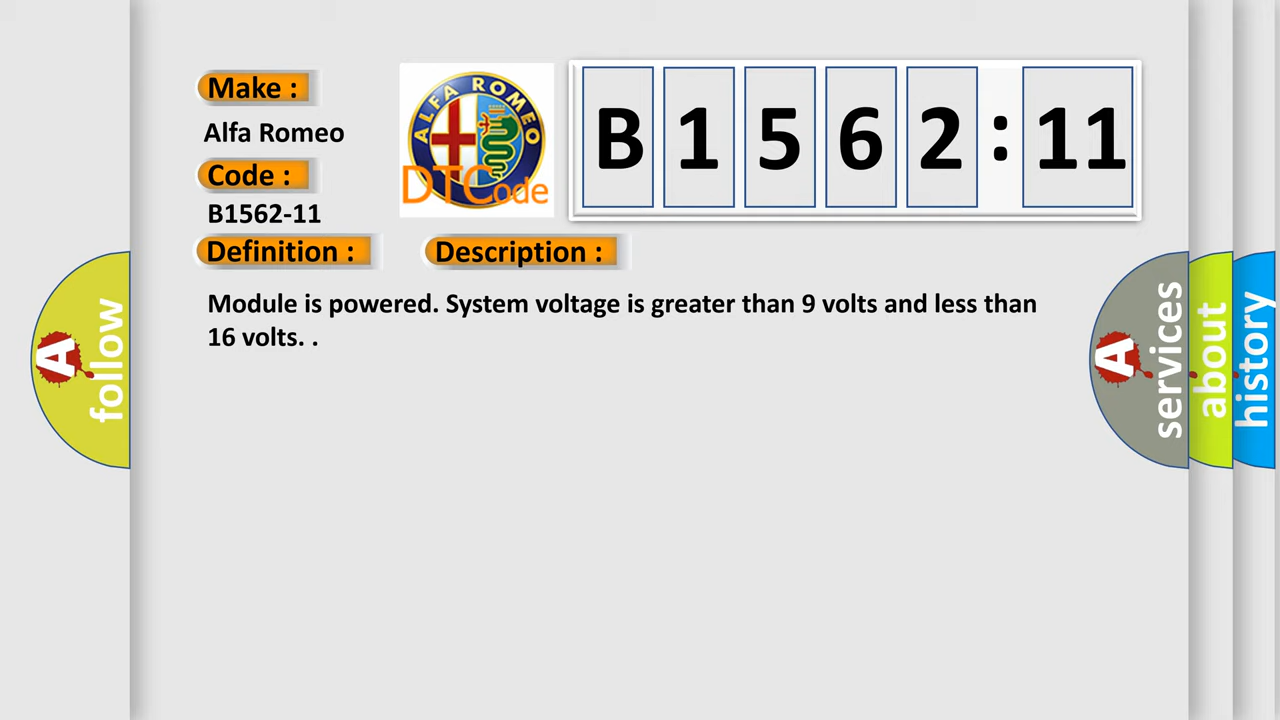 Make :
Alfa Romeo
Code :
B1562-11
Definition :
Description :
Module is powered. System voltage is greater than 9 volts and less than
16 volts. .
ALFA ROMEO
DTCode
B 1 5 6 2 : 11
A
follow
A
services
about
history